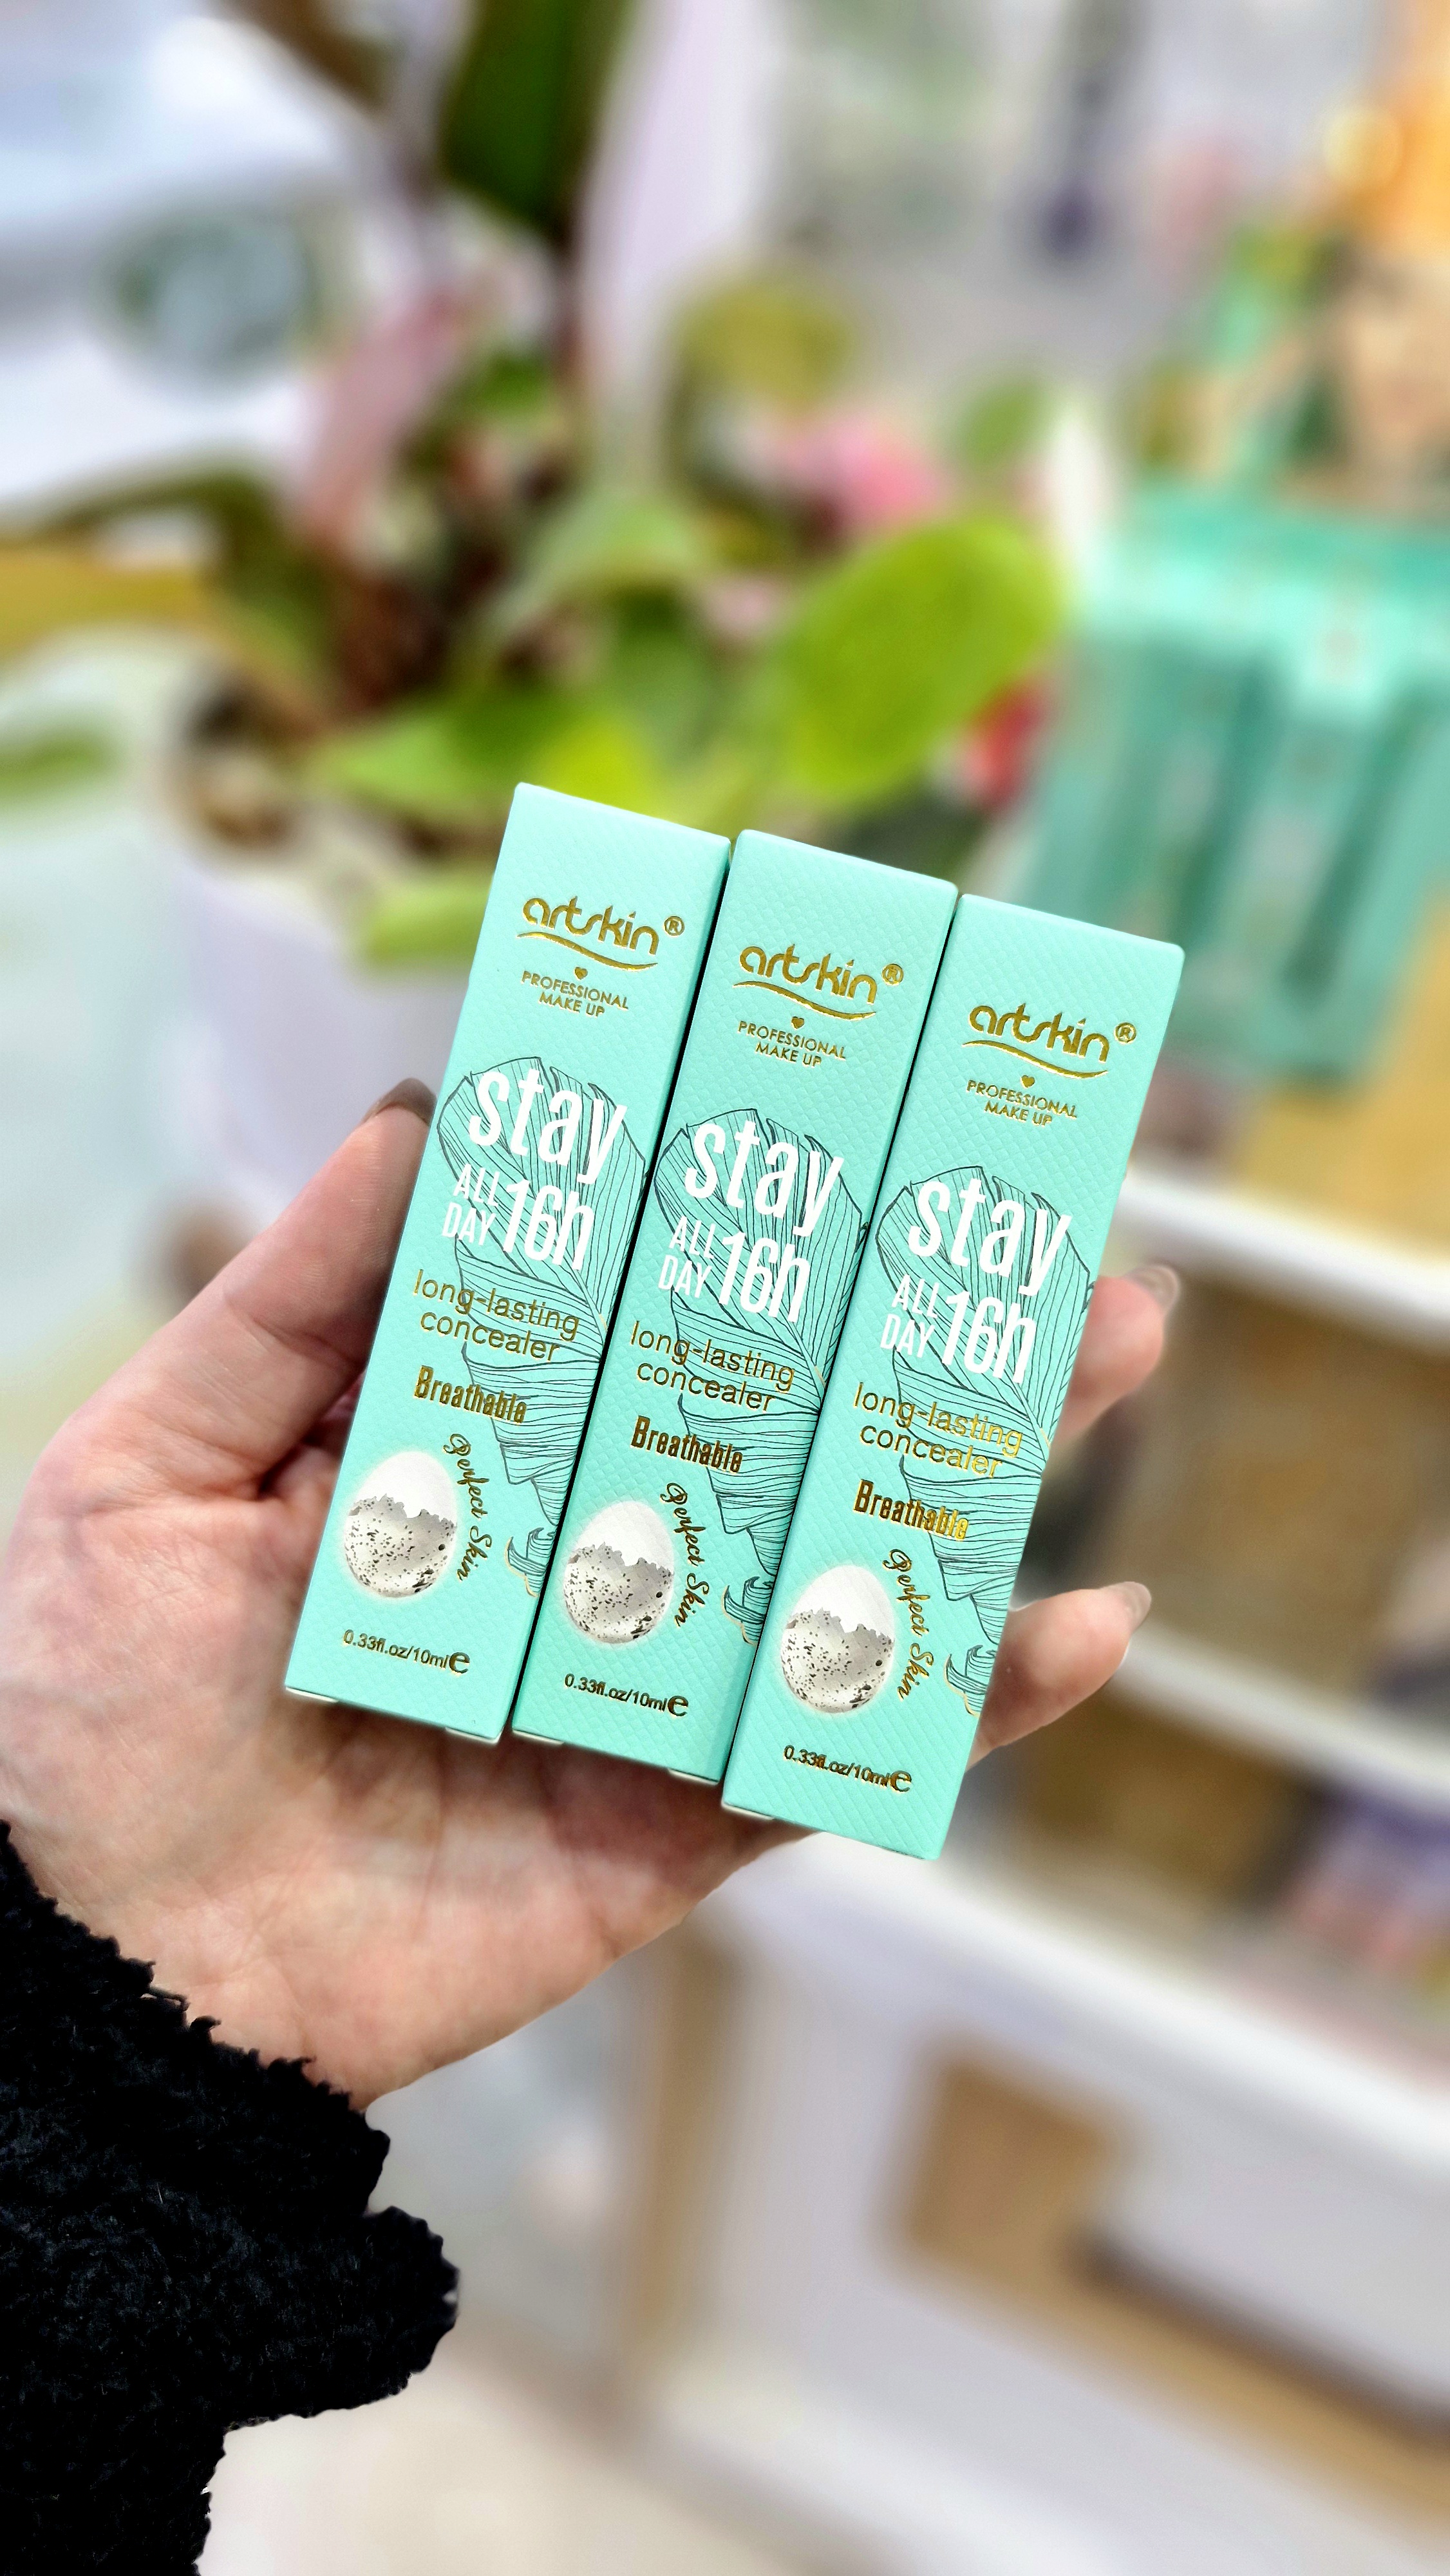 artskin®
PROFESSIONAL
MAKE UP
stay
ALL
DAY 16h
long-lasting
concealer
Breathable
Perfect Skin
0.33fl.oz/10ml e
artskin®
PROFESSIONAL
MAKE UP
stay
ALL
DAY 16h
long-lasting
concealer
Breathable
Perfect Skin
0.33fl.oz/10ml e
artskin®
PROFESSIONAL
MAKE UP
stay
ALL
DAY 16h
long-lasting
concealer
Breathable
Perfect Skin
0.33fl.oz/10ml e